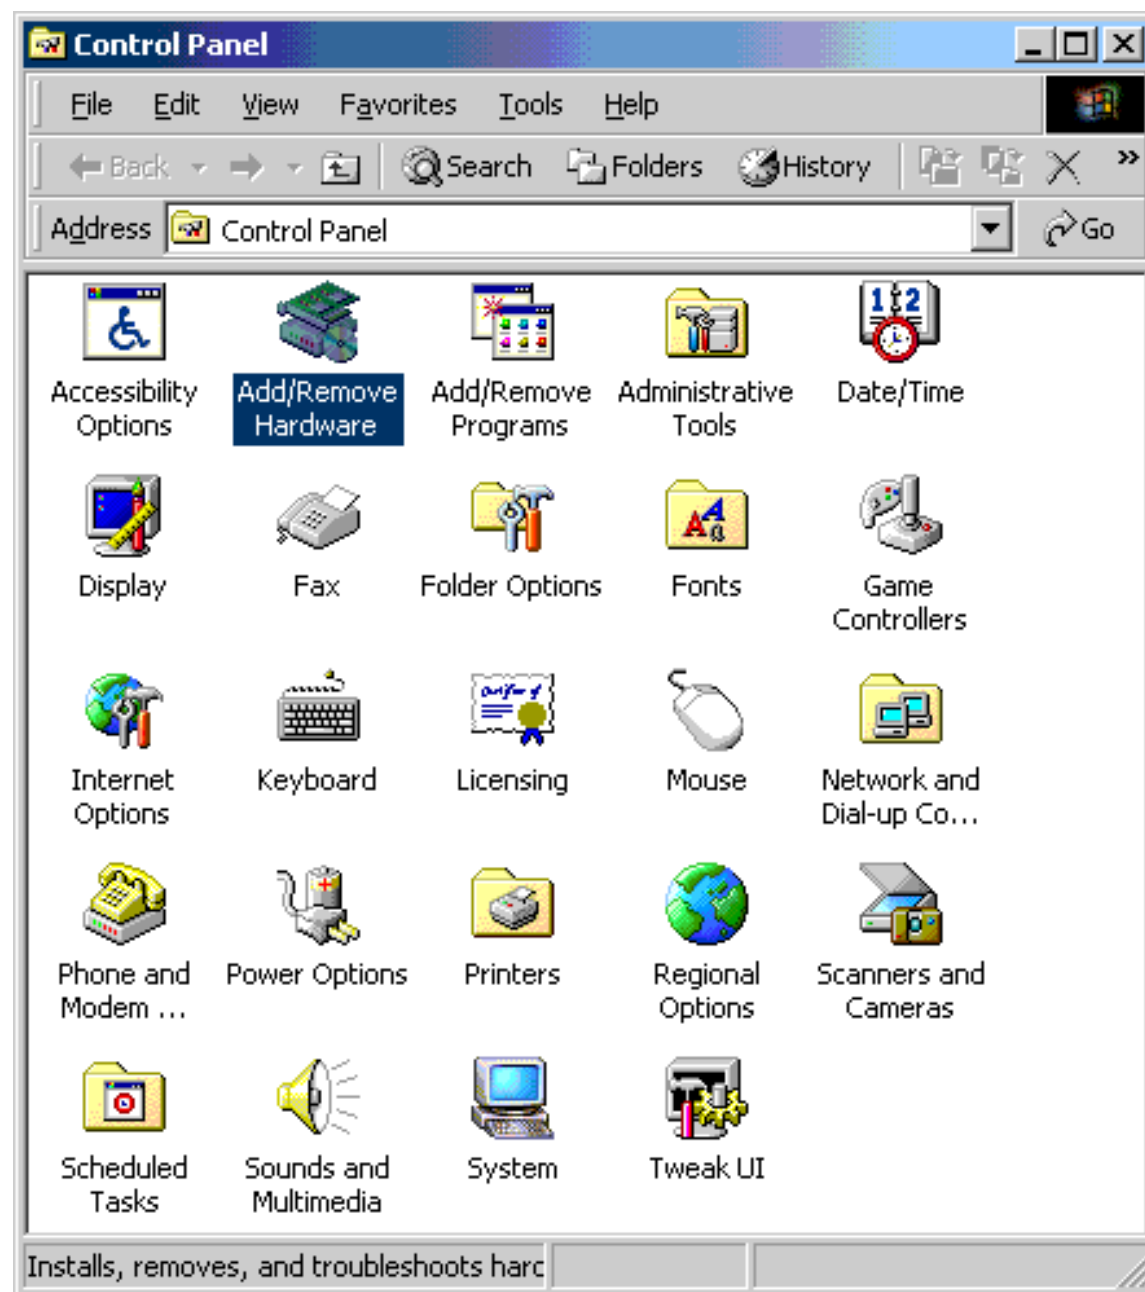 Control Panel
File Edit View Favorites Tools Help
Back Search Folders History »
Address Control Panel Go
Accessibility Options
Add/Remove Hardware
Add/Remove Programs
Administrative Tools
Date/Time
Display
Fax
Folder Options
Fonts
Game Controllers
Internet Options
Keyboard
Licensing
Mouse
Network and Dial-up Co...
Phone and Modem ...
Power Options
Printers
Regional Options
Scanners and Cameras
Scheduled Tasks
Sounds and Multimedia
System
Tweak UI
Installs, removes, and troubleshoots hard